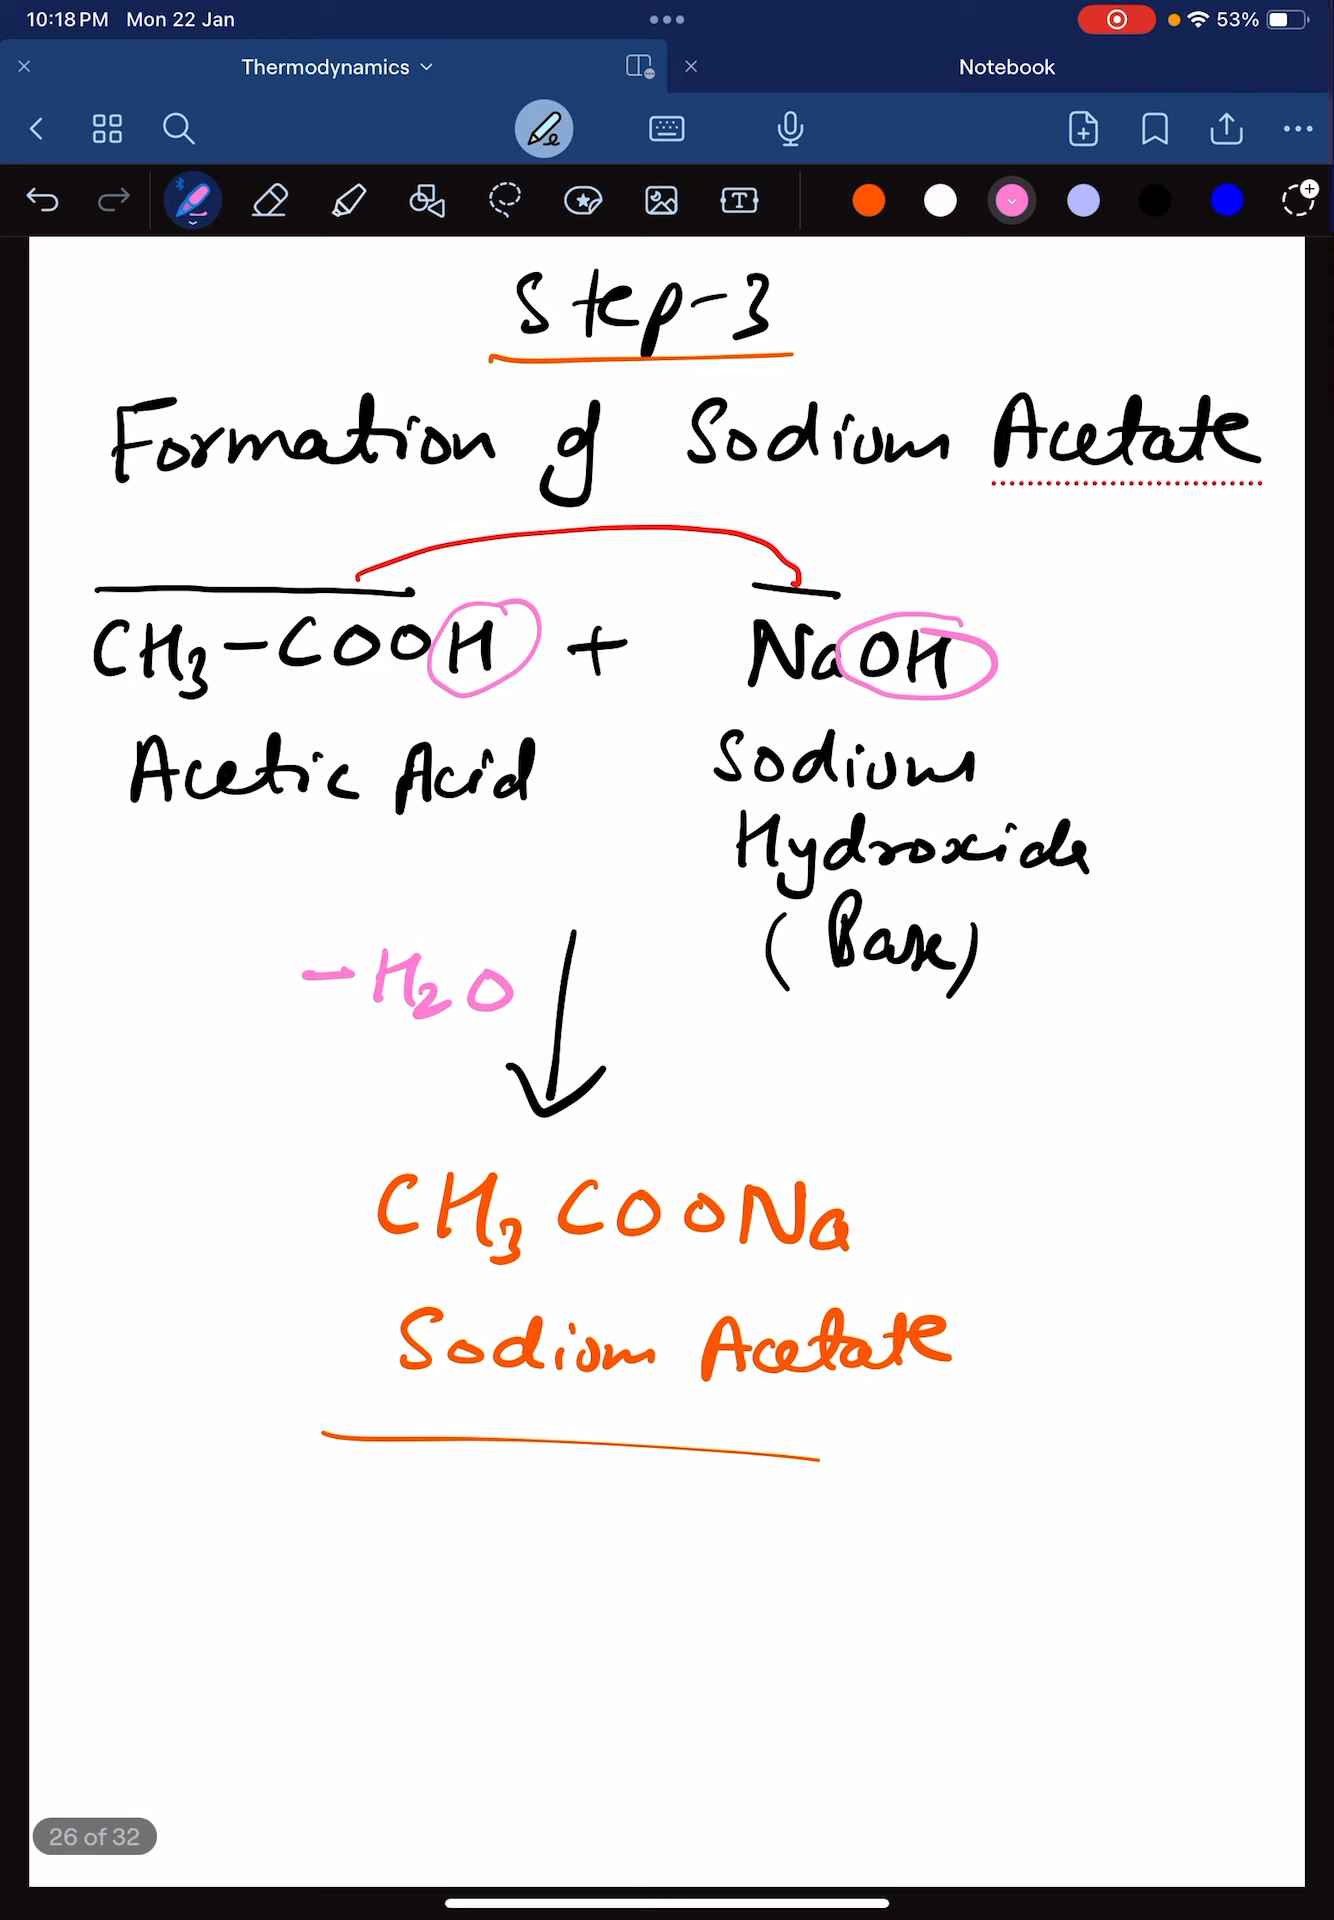 10:18 PM Mon 22 Jan
53%
Thermodynamics
Notebook
Step-3
Formation of Sodium Acetate
CH₃-COOH + NaOH
Acetic Acid
Sodium
Hydroxide
(Base)
-H₂O
CH₃COONa
Sodium Acetate
26 of 32